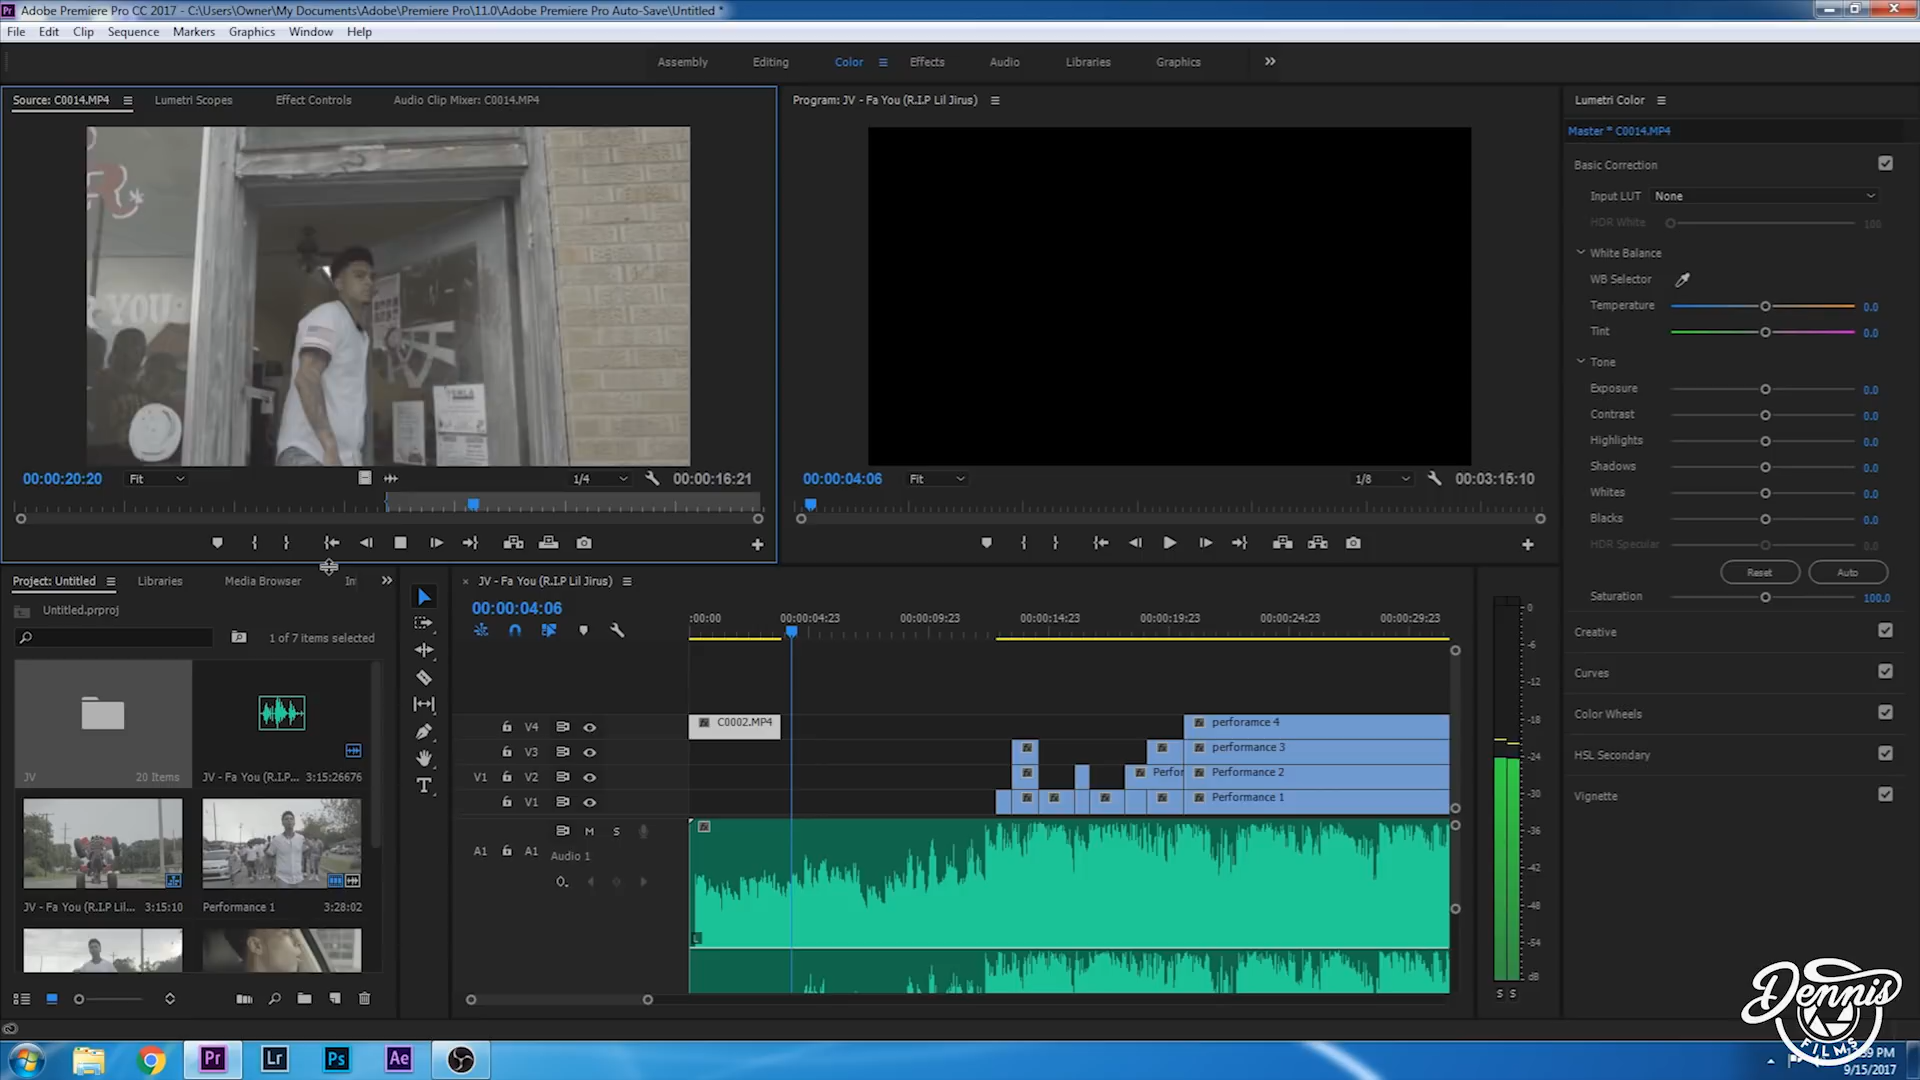 Adobe Premiere Pro CC 2017 - C:\Users\Owner\My Documents\Adobe\Premiere Pro\11.0\Adobe Premiere Pro Auto-Save\Untitled *
File Edit Clip Sequence Markers Graphics Window Help
Assembly Editing Color Effects Audio Libraries Graphics
Source: C0014.MP4 Lumetri Scopes Effect Controls Audio Clip Mixer: C0014.MP4
Program: JV - Fa You (R.I.P Lil Jirus)
Lumetri Color
Master * C0014.MP4
Basic Correction
Input LUT None
HDR White 100
White Balance
WB Selector
Temperature 0.0
Tint 0.0
Tone
Exposure 0.0
Contrast 0.0
Highlights 0.0
Shadows 0.0
Whites 0.0
Blacks 0.0
HDR Specular 0.0
Reset Auto
Saturation 100.0
Creative
Curves
Color Wheels
HSL Secondary
Vignette
R
YOU
00:00:20:20 Fit 1/4 00:00:16:21
00:00:04:06 Fit 1/8 00:03:15:10
Project: Untitled Libraries Media Browser In
Untitled.prproj
1 of 7 items selected
JV 20 Items
JV - Fa You (R.I.P... 3:15:26676
JV - Fa You (R.I.P Lil... 3:15:10
Performance 1 3:28:02
JV - Fa You (R.I.P Lil Jirus)
00:00:04:06
:00:00 00:00:04:23 00:00:09:23 00:00:14:23 00:00:19:23 00:00:24:23 00:00:29:23
V4 C0002.MP4 perforamce 4
V3 performance 3
V1 V2 Perfor Performance 2
V1 Performance 1
M S
A1 A1 Audio 1
L
0
-6
-12
-18
-24
-30
-36
-42
-48
-54
dB
S S
Pr Lr Ps Ae
Dennis
FILMS
9/15/2017